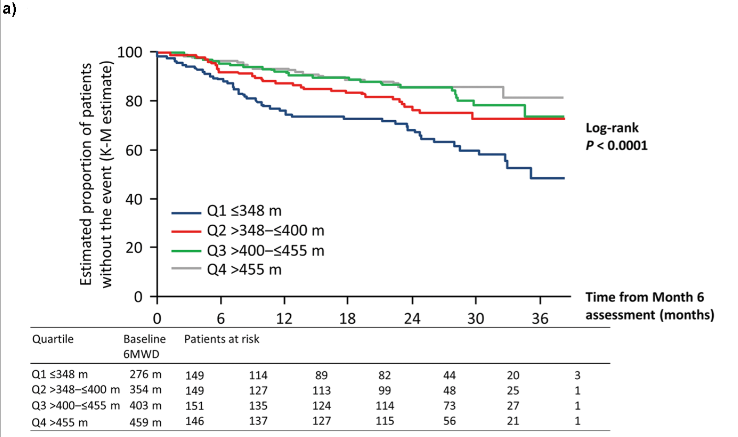 a)
Estimated proportion of patients
without the event (K-M estimate)
100
80
60
40
20
0
Q1 ≤348 m
Q2 >348–≤400 m
Q3 >400–≤455 m
Q4 >455 m
Log-rank
P < 0.0001
0 6 12 18 24 30 36
Time from Month 6
assessment (months)
Quartile Baseline Patients at risk
6MWD
Q1 ≤348 m 276 m 149 114 89 82 44 20 3
Q2 >348–≤400 m 354 m 149 127 113 99 48 25 1
Q3 >400–≤455 m 403 m 151 135 124 114 73 27 1
Q4 >455 m 459 m 146 137 127 115 56 21 1